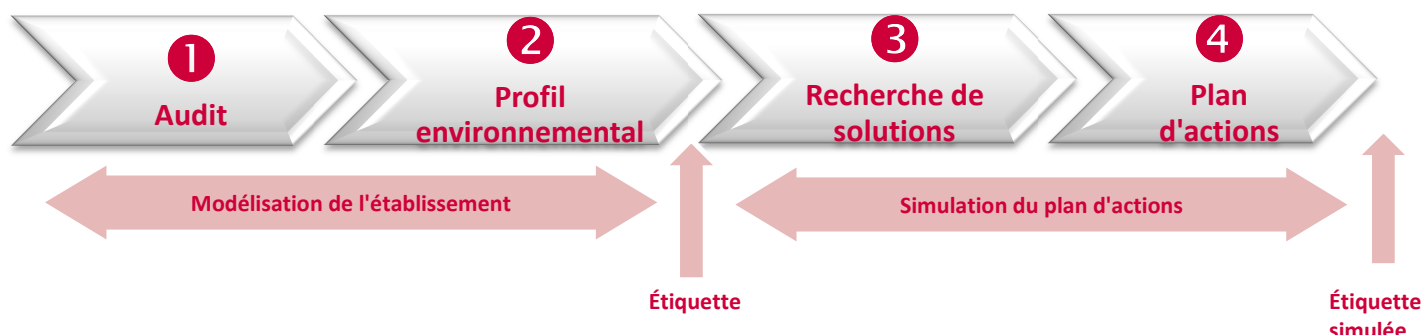 1
Audit
2
Profil
environnemental
3
Recherche de
solutions
4
Plan
d'actions
Modélisation de l'établissement
Simulation du plan d'actions
Étiquette
Étiquette
simulée